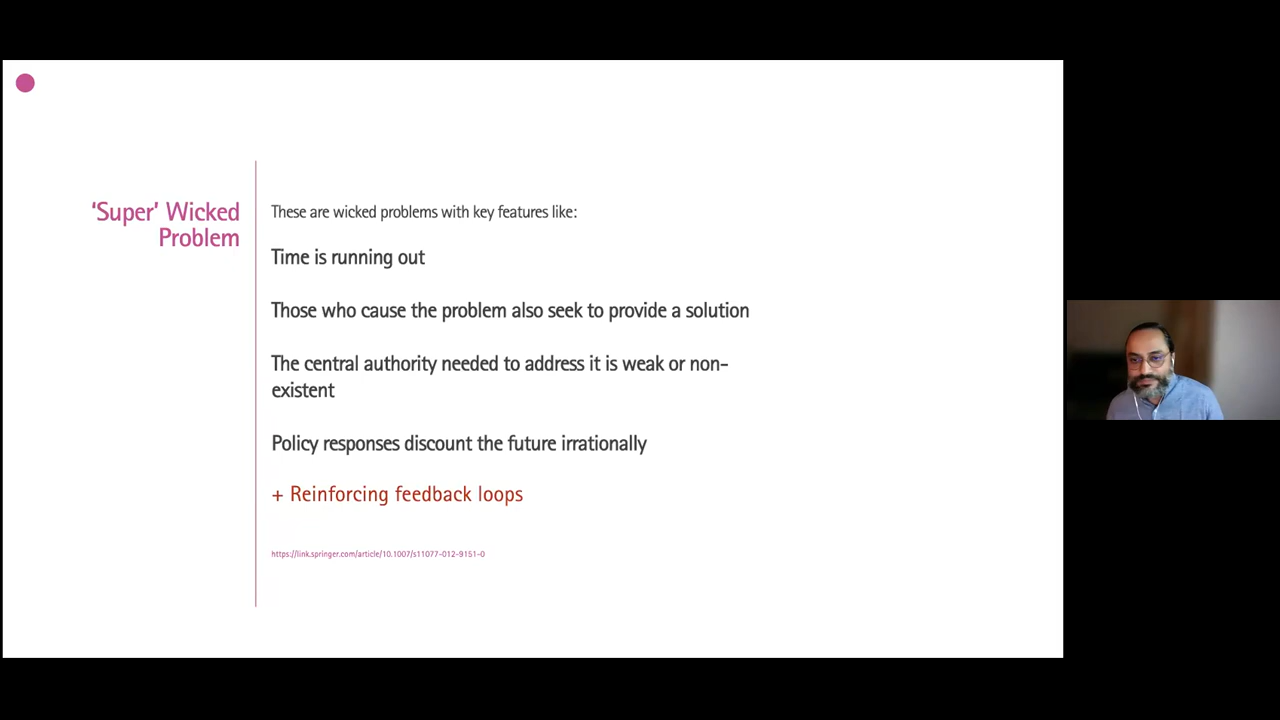 ‘Super’ Wicked
Problem
These are wicked problems with key features like:
Time is running out
Those who cause the problem also seek to provide a solution
The central authority needed to address it is weak or non-
existent
Policy responses discount the future irrationally
+ Reinforcing feedback loops
https://link.springer.com/article/10.1007/s11077-012-9151-0